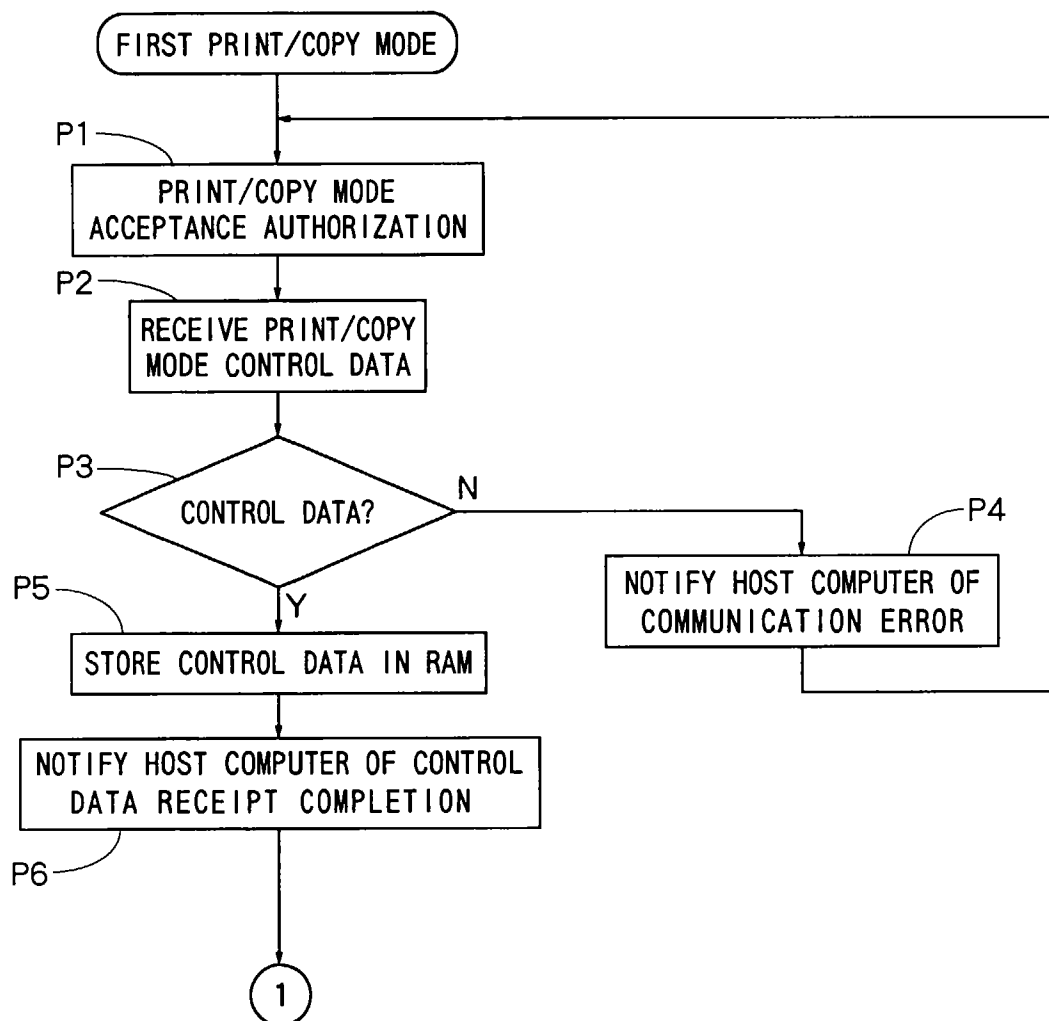 FIRST PRINT/COPY MODE
P1
PRINT/COPY MODE
ACCEPTANCE AUTHORIZATION
P2
RECEIVE PRINT/COPY
MODE CONTROL DATA
P3
CONTROL DATA?
N
P4
NOTIFY HOST COMPUTER OF
COMMUNICATION ERROR
Y
P5
STORE CONTROL DATA IN RAM
NOTIFY HOST COMPUTER OF CONTROL
DATA RECEIPT COMPLETION
P6
1